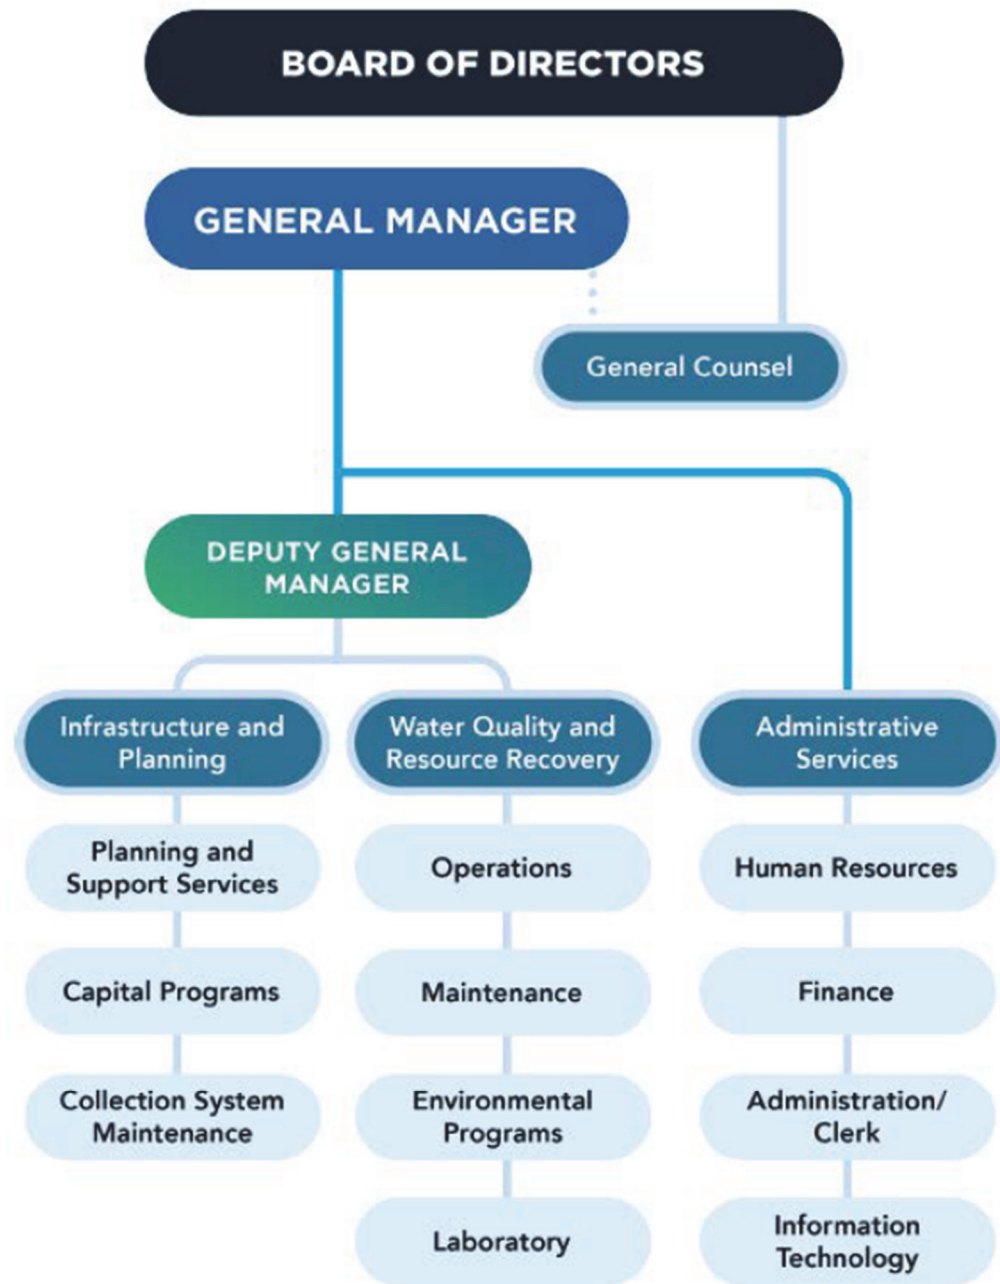 BOARD OF DIRECTORS
GENERAL MANAGER
General Counsel
DEPUTY GENERAL
MANAGER
Infrastructure and
Planning
Planning and
Support Services
Capital Programs
Collection System
Maintenance
Water Quality and
Resource Recovery
Operations
Maintenance
Environmental
Programs
Laboratory
Administrative
Services
Human Resources
Finance
Administration/
Clerk
Information
Technology